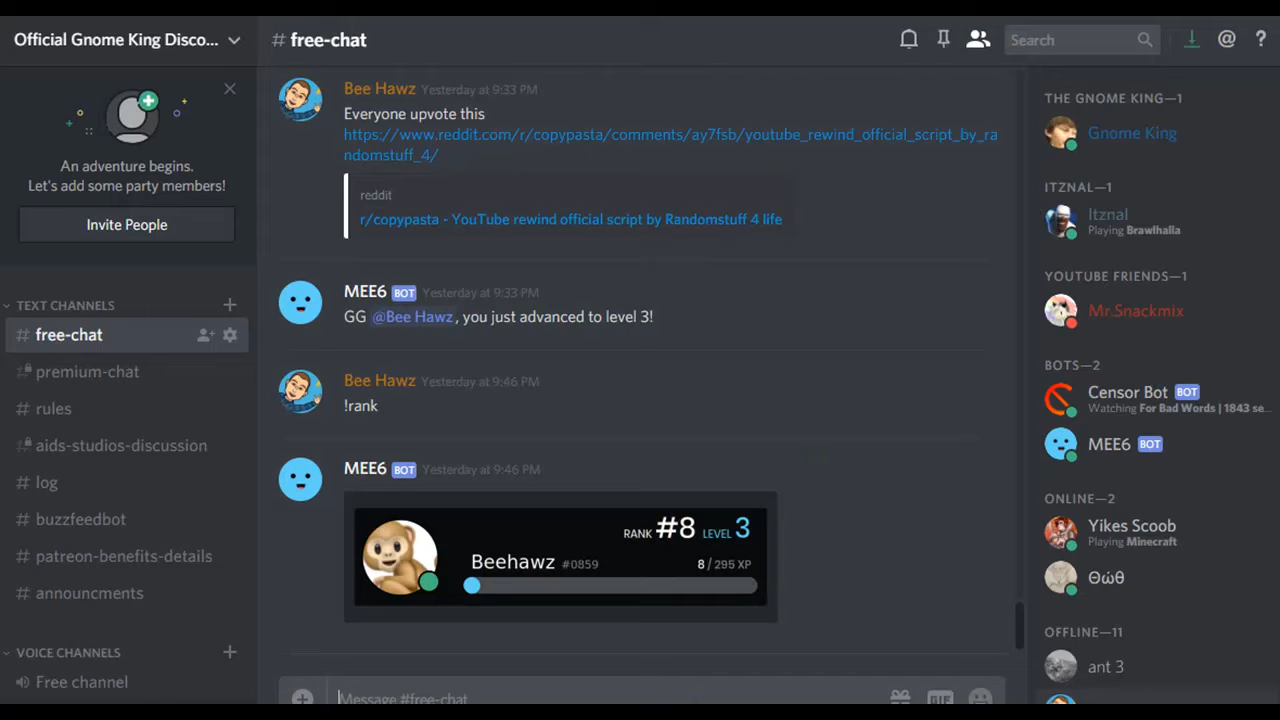 Official Gnome King Disco...
An adventure begins.
Let's add some party members!
Invite People
TEXT CHANNELS
# free-chat
premium-chat
# rules
aids-studios-discussion
# log
# buzzfeedbot
# patreon-benefits-details
# announcments
VOICE CHANNELS
Free channel
# free-chat
Search
Bee Hawz Yesterday at 9:33 PM
Everyone upvote this
https://www.reddit.com/r/copypasta/comments/ay7fsb/youtube_rewind_official_script_by_ra
ndomstuff_4/
reddit
r/copypasta - YouTube rewind official script by Randomstuff 4 life
MEE6 BOT Yesterday at 9:33 PM
GG @Bee Hawz, you just advanced to level 3!
Bee Hawz Yesterday at 9:46 PM
!rank
MEE6 BOT Yesterday at 9:46 PM
RANK #8 LEVEL 3
Beehawz #0859 8 / 295 XP
Message #free-chat
GIF
THE GNOME KING—1
Gnome King
ITZNAL—1
Itznal
Playing Brawlhalla
YOUTUBE FRIENDS—1
Mr.Snackmix
BOTS—2
Censor Bot BOT
Watching For Bad Words | 1843 se...
MEE6 BOT
ONLINE—2
Yikes Scoob
Playing Minecraft
Θώθ
OFFLINE—11
ant 3